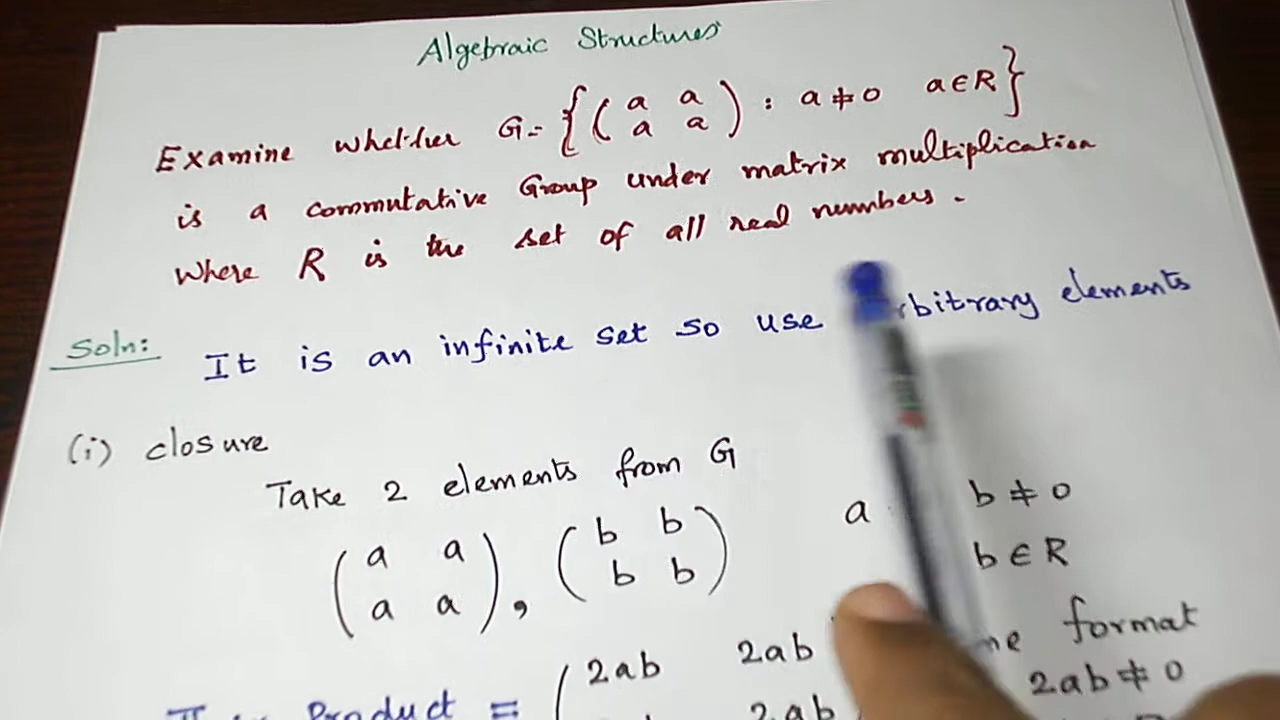 Algebraic Structures
Examine whether G = { ( a a a a ) : a ≠ 0 a ∈ R }
is a commutative Group under matrix multiplication
where R is the set of all real numbers.
Soln: It is an infinite set so use arbitrary elements
(i) closure
Take 2 elements from G
( a a a a ) , ( b b b b )
a b ≠ 0
b ∈ R
format
Product = ( 2ab 2ab
2ab
2ab ≠ 0